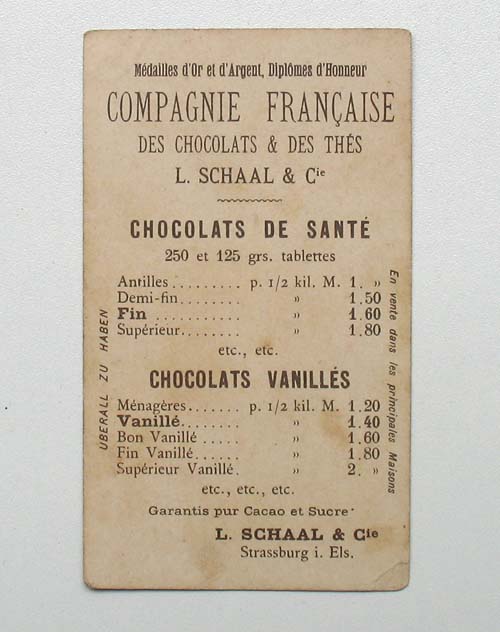 Médailles d'Or et d'Argent, Diplômes d'Honneur
COMPAGNIE FRANÇAISE
DES CHOCOLATS & DES THÉS
L. SCHAAL & Cie
CHOCOLATS DE SANTÉ
250 et 125 grs. tablettes
Antilles......... p. 1/2 kil. M. 1. »
Demi-fin........ » 1.50
Fin ........... » 1.60
Supérieur....... » 1.80
etc., etc.
CHOCOLATS VANILLÉS
Ménagères....... p. 1/2 kil. M. 1.20
Vanillé........ » 1.40
Bon Vanillé ..... » 1.60
Fin Vanillé...... » 1.80
Supérieur Vanillé. » 2. »
etc., etc., etc.
Garantis pur Cacao et Sucre
L. SCHAAL & Cie
Strassburg i. Els.
UBERALL ZU HABEN
En vente dans les principales Maisons